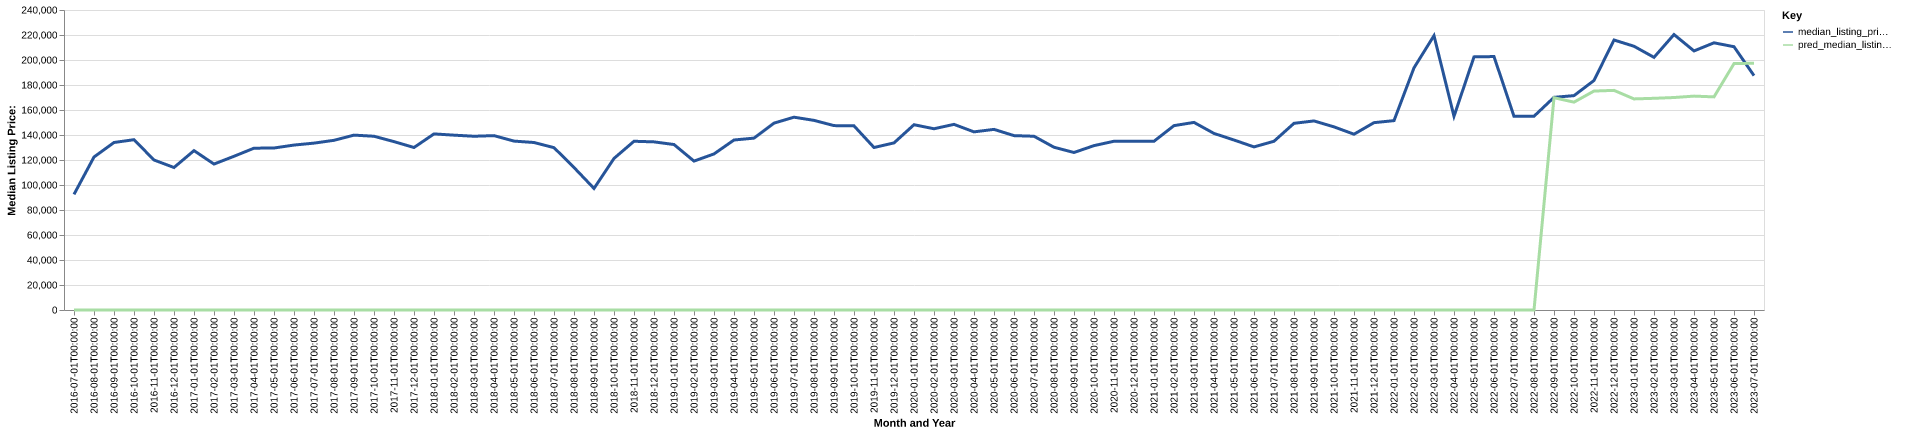 240,000
220,000
200,000
180,000
160,000
140,000
120,000
100,000
80,000
60,000
40,000
20,000
0
Median Listing Price:
2016-07-01T00:00:00
2016-08-01T00:00:00
2016-09-01T00:00:00
2016-10-01T00:00:00
2016-11-01T00:00:00
2016-12-01T00:00:00
2017-01-01T00:00:00
2017-02-01T00:00:00
2017-03-01T00:00:00
2017-04-01T00:00:00
2017-05-01T00:00:00
2017-06-01T00:00:00
2017-07-01T00:00:00
2017-08-01T00:00:00
2017-09-01T00:00:00
2017-10-01T00:00:00
2017-11-01T00:00:00
2017-12-01T00:00:00
2018-01-01T00:00:00
2018-02-01T00:00:00
2018-03-01T00:00:00
2018-04-01T00:00:00
2018-05-01T00:00:00
2018-06-01T00:00:00
2018-07-01T00:00:00
2018-08-01T00:00:00
2018-09-01T00:00:00
2018-10-01T00:00:00
2018-11-01T00:00:00
2018-12-01T00:00:00
2019-01-01T00:00:00
2019-02-01T00:00:00
2019-03-01T00:00:00
2019-04-01T00:00:00
2019-05-01T00:00:00
2019-06-01T00:00:00
2019-07-01T00:00:00
2019-08-01T00:00:00
2019-09-01T00:00:00
2019-10-01T00:00:00
2019-11-01T00:00:00
2019-12-01T00:00:00
2020-01-01T00:00:00
2020-02-01T00:00:00
2020-03-01T00:00:00
2020-04-01T00:00:00
2020-05-01T00:00:00
2020-06-01T00:00:00
2020-07-01T00:00:00
2020-08-01T00:00:00
2020-09-01T00:00:00
2020-10-01T00:00:00
2020-11-01T00:00:00
2020-12-01T00:00:00
2021-01-01T00:00:00
2021-02-01T00:00:00
2021-03-01T00:00:00
2021-04-01T00:00:00
2021-05-01T00:00:00
2021-06-01T00:00:00
2021-07-01T00:00:00
2021-08-01T00:00:00
2021-09-01T00:00:00
2021-10-01T00:00:00
2021-11-01T00:00:00
2021-12-01T00:00:00
2022-01-01T00:00:00
2022-02-01T00:00:00
2022-03-01T00:00:00
2022-04-01T00:00:00
2022-05-01T00:00:00
2022-06-01T00:00:00
2022-07-01T00:00:00
2022-08-01T00:00:00
2022-09-01T00:00:00
2022-10-01T00:00:00
2022-11-01T00:00:00
2022-12-01T00:00:00
2023-01-01T00:00:00
2023-02-01T00:00:00
2023-03-01T00:00:00
2023-04-01T00:00:00
2023-05-01T00:00:00
2023-06-01T00:00:00
2023-07-01T00:00:00
Month and Year
Key
median_listing_pri…
pred_median_listin…